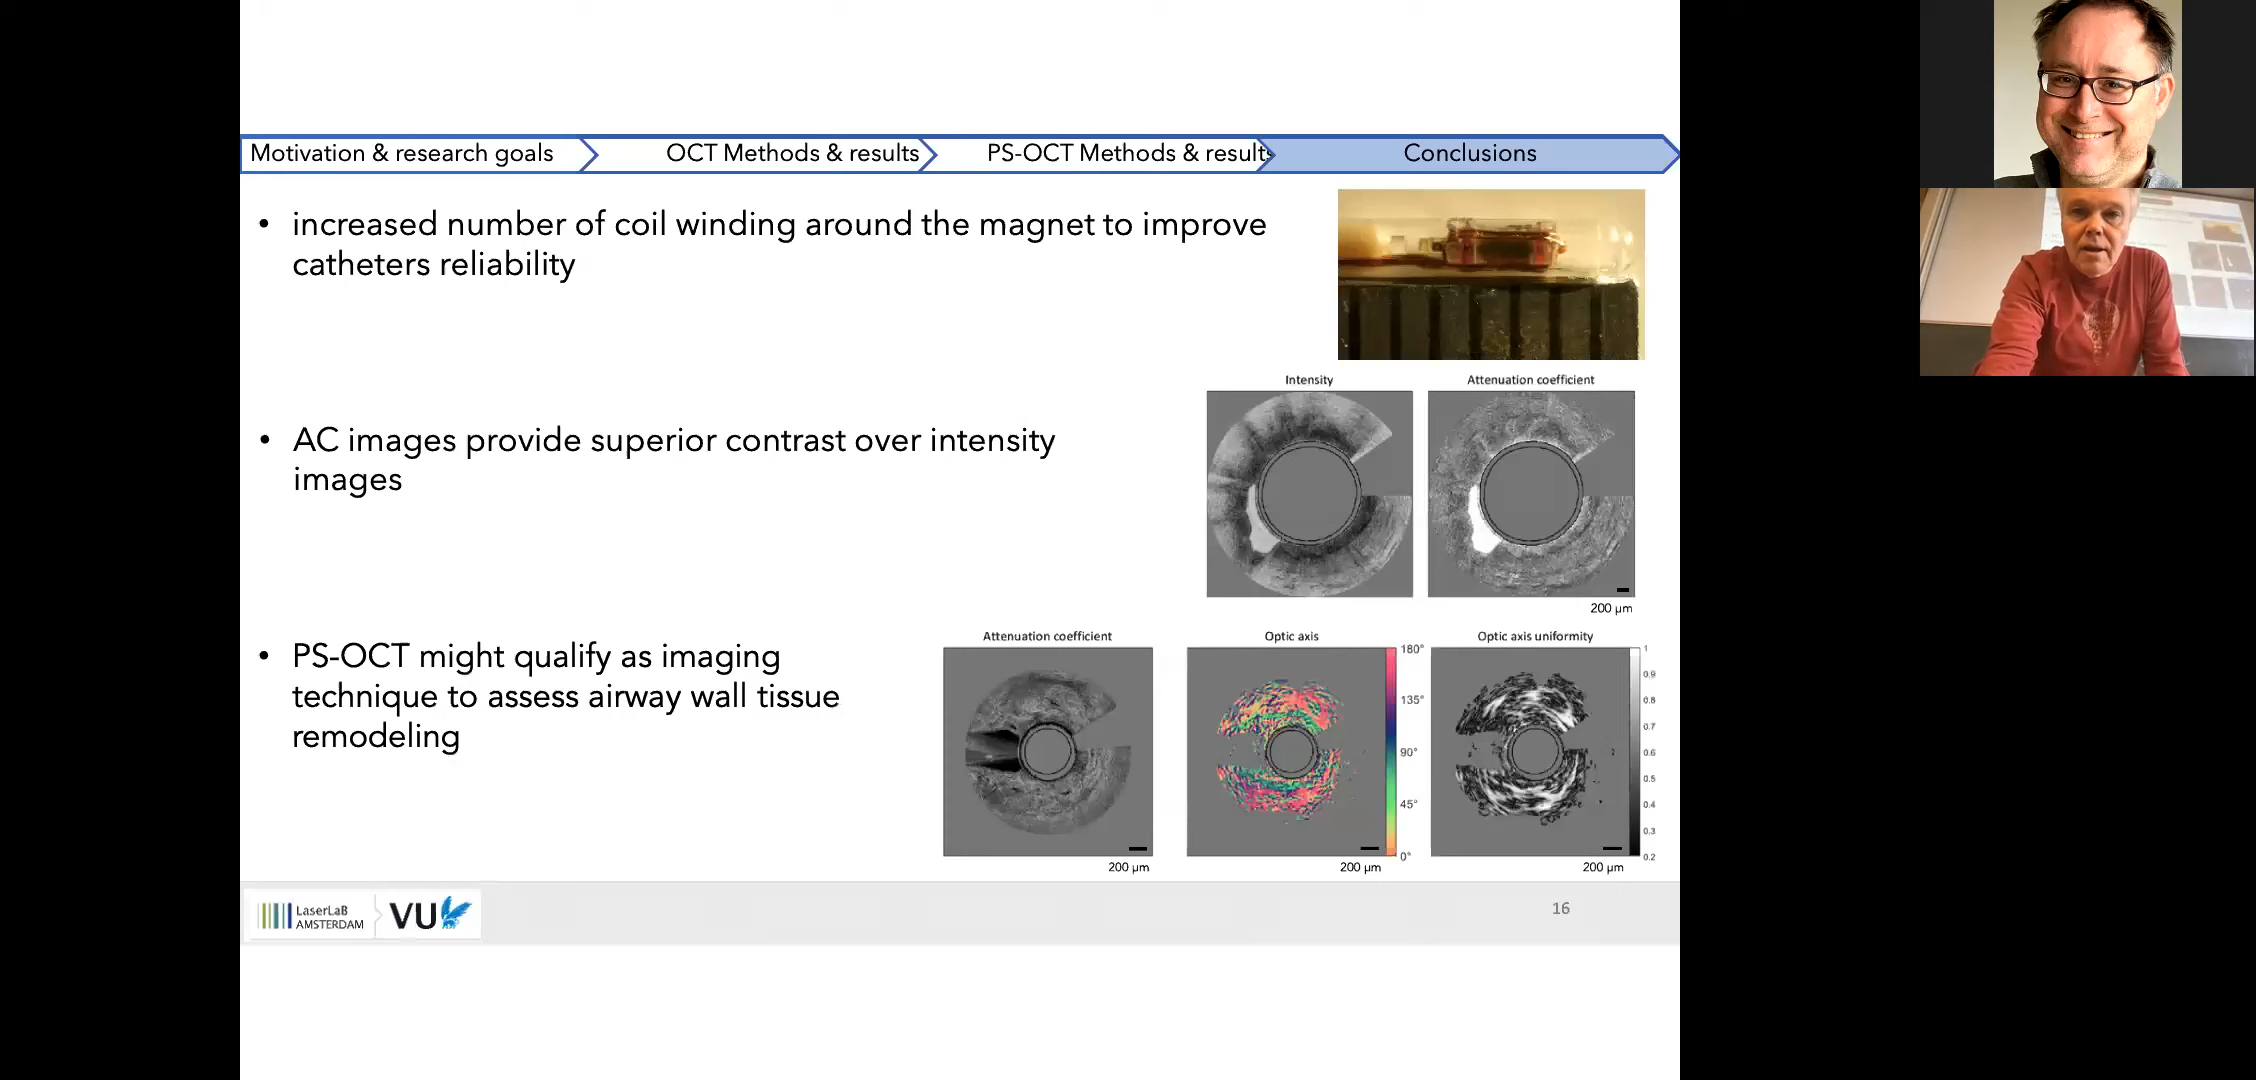 Motivation & research goals
OCT Methods & results
PS-OCT Methods & results
Conclusions
• increased number of coil winding around the magnet to improve
catheters reliability
Intensity
Attenuation coefficient
• AC images provide superior contrast over intensity
images
200 µm
• PS-OCT might qualify as imaging
technique to assess airway wall tissue
remodeling
Attenuation coefficient
Optic axis
Optic axis uniformity
180°
135°
90°
45°
0°
1
0.9
0.8
0.7
0.6
0.5
0.4
0.3
0.2
200 µm
200 µm
200 µm
LaserLaB
AMSTERDAM
VU
16